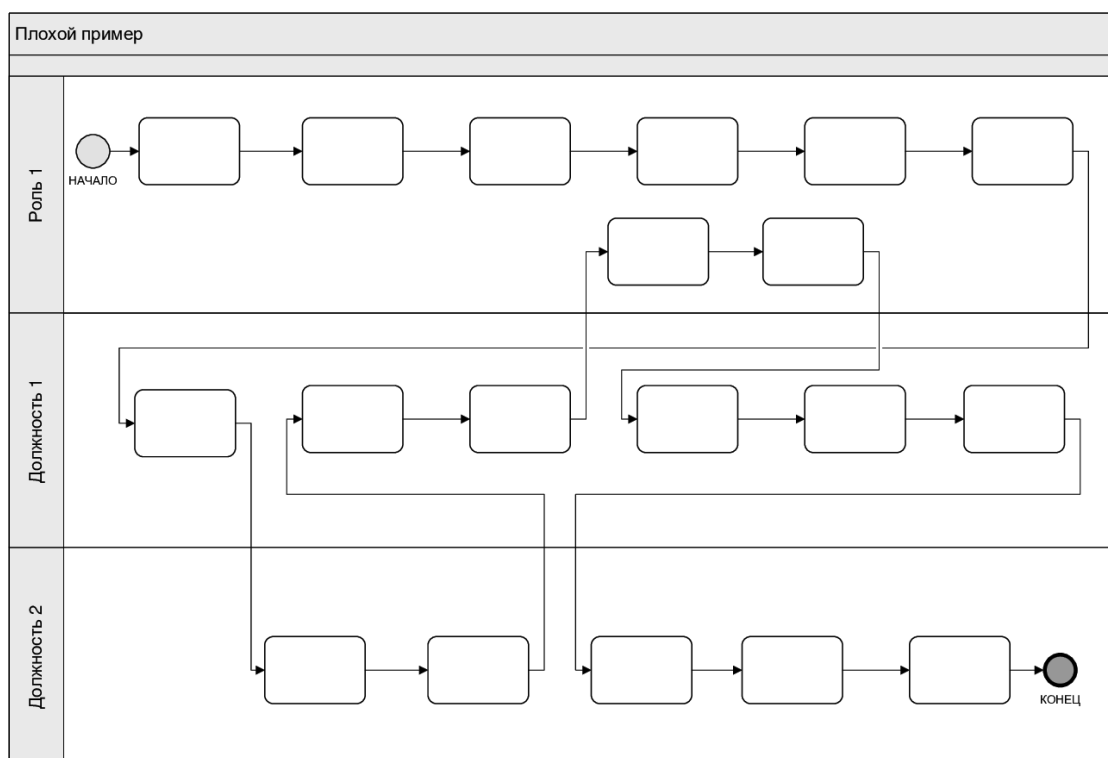 Плохой пример
Роль 1
НАЧАЛО
Должность 1
Должность 2
КОНЕЦ